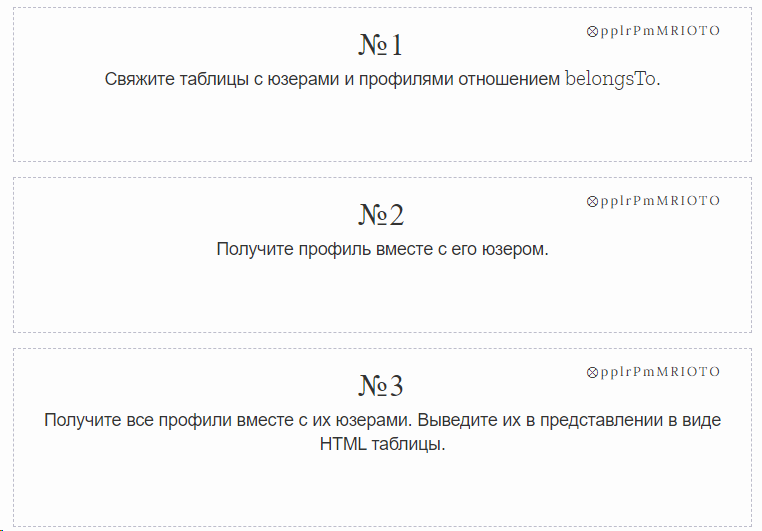 ⊗pplrPmMRIOTO
№1
Свяжите таблицы с юзерами и профилями отношением belongsTo.
⊗pplrPmMRIOTO
№2
Получите профиль вместе с его юзером.
⊗pplrPmMRIOTO
№3
Получите все профили вместе с их юзерами. Выведите их в представлении в виде
HTML таблицы.